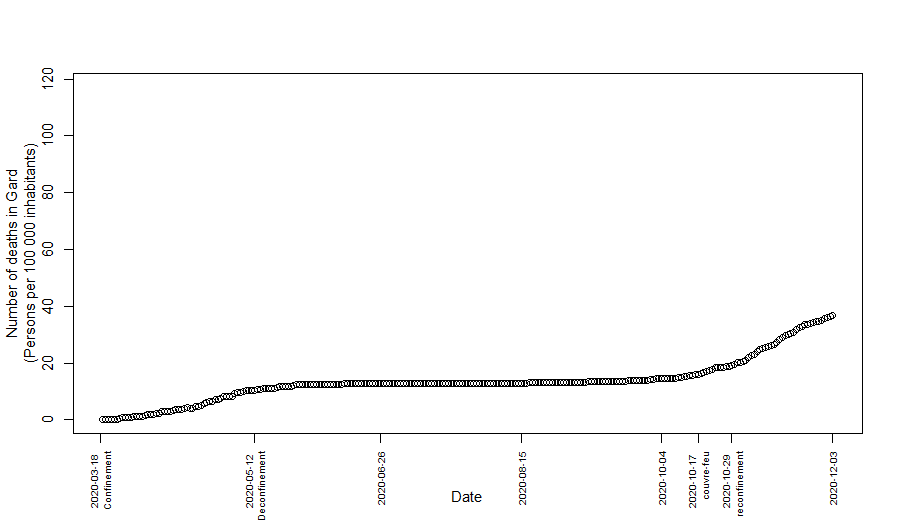 Number of deaths in Gard
(Persons per 100 000 inhabitants)
120
100
80
60
40
20
0
2020-03-18
Confinement
2020-05-12
Deconfinement
2020-06-26
2020-08-15
2020-10-04
2020-10-17
couvre-feu
2020-10-29
reconfinement
2020-12-03
Date